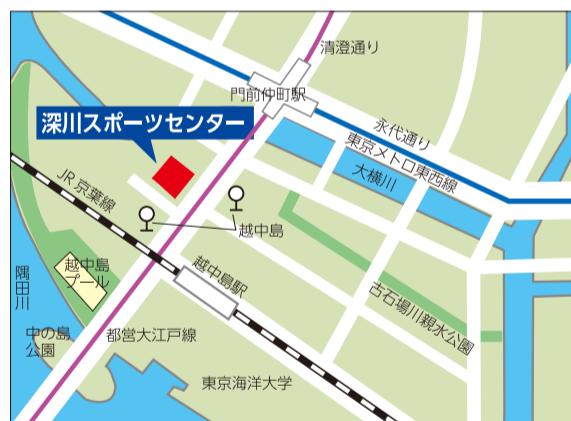 清澄通り
門前仲町駅
深川スポーツセンター
永代通り
東京メトロ東西線
大横川
JR京葉線
越中島
越中島
プール
越中島駅
古石場川親水公園
隅田川
中の島
公園
都営大江戸線
東京海洋大学